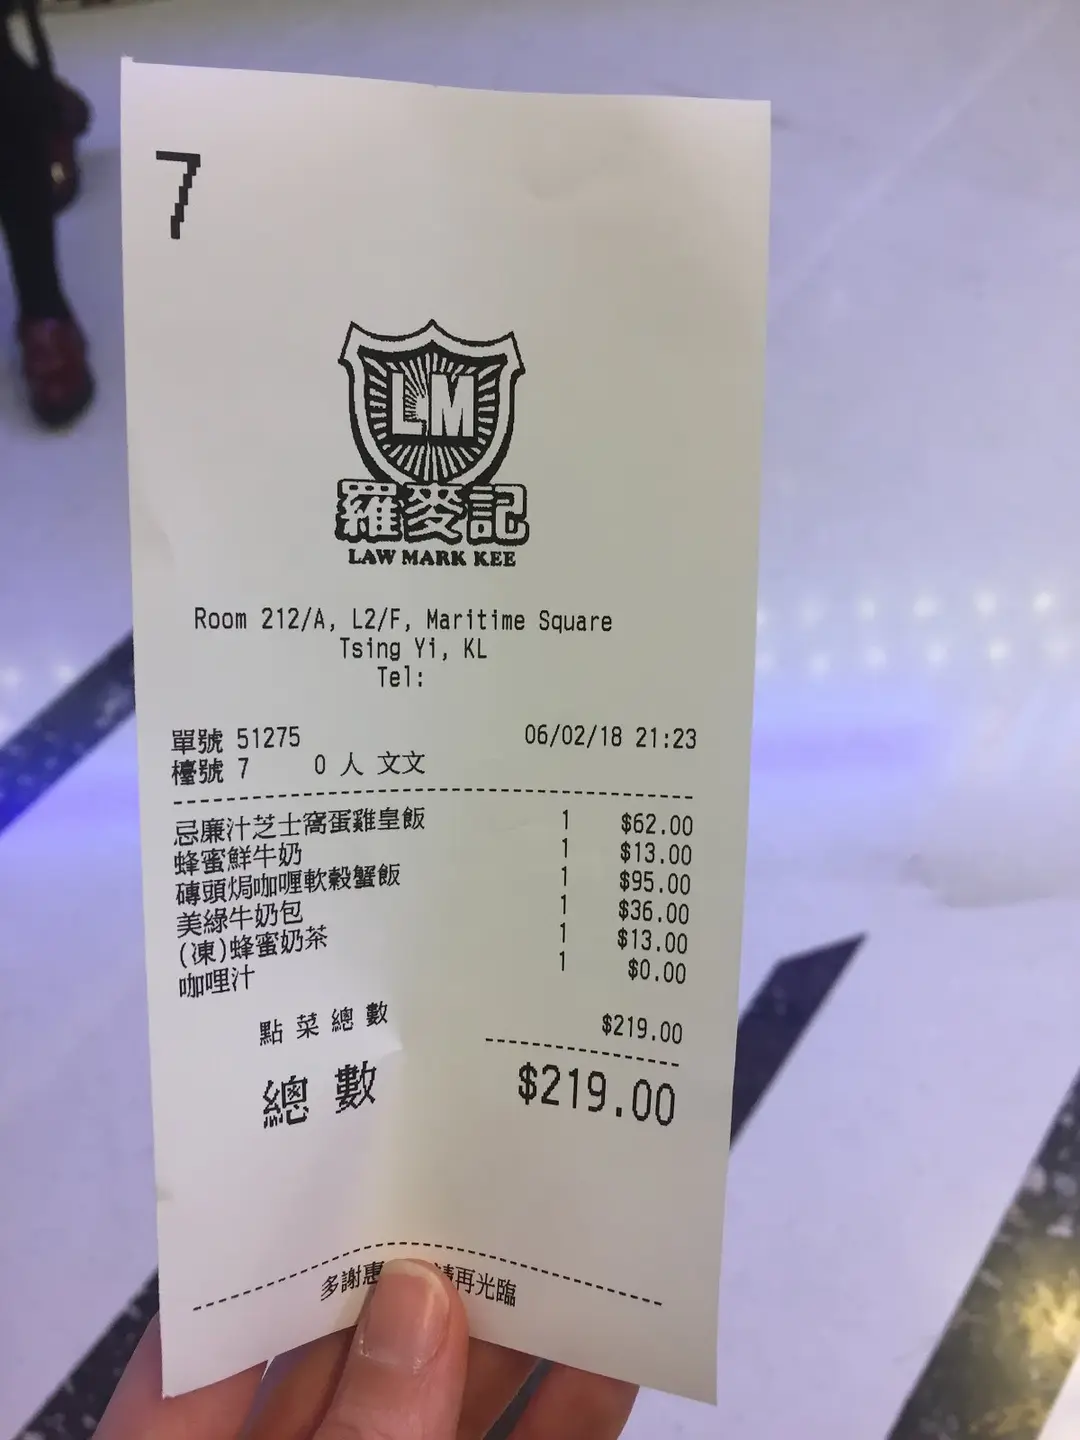 7
LM
羅麥記
LAW MARK KEE
Room 212/A, L2/F, Maritime Square
Tsing Yi, KL
Tel:
單號 51275 06/02/18 21:23
檯號 7 0 人 文文
忌廉汁芝士窩蛋雞皇飯 1 $62.00
蜂蜜鮮牛奶 1 $13.00
磚頭焗咖喱軟殼蟹飯 1 $95.00
美綠牛奶包 1 $36.00
(凍)蜂蜜奶茶 1 $13.00
咖哩汁 1 $0.00
點菜總數 $219.00
總數 $219.00
多謝惠 請再光臨